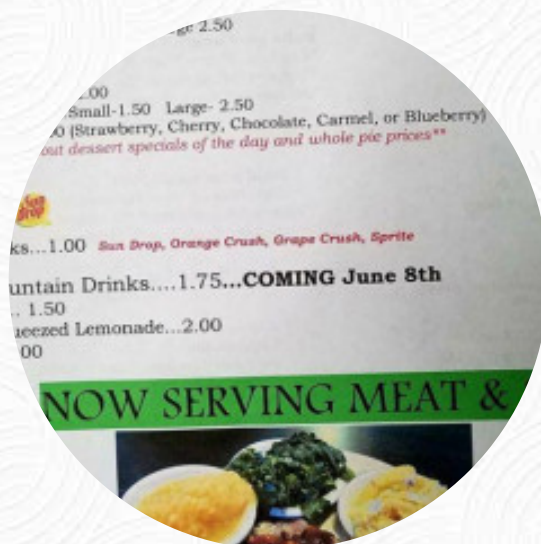 2.50
.00
Small-1.50 Large- 2.50
0 (Strawberry, Cherry, Chocolate, Carmel, or Blueberry)
out dessert specials of the day and whole pie prices**
Sun
Drop
ks...1.00 Sun Drop, Orange Crush, Grape Crush, Sprite
untain Drinks....1.75...COMING June 8th
. 1.50
ueezed Lemonade...2.00
00
NOW SERVING MEAT &